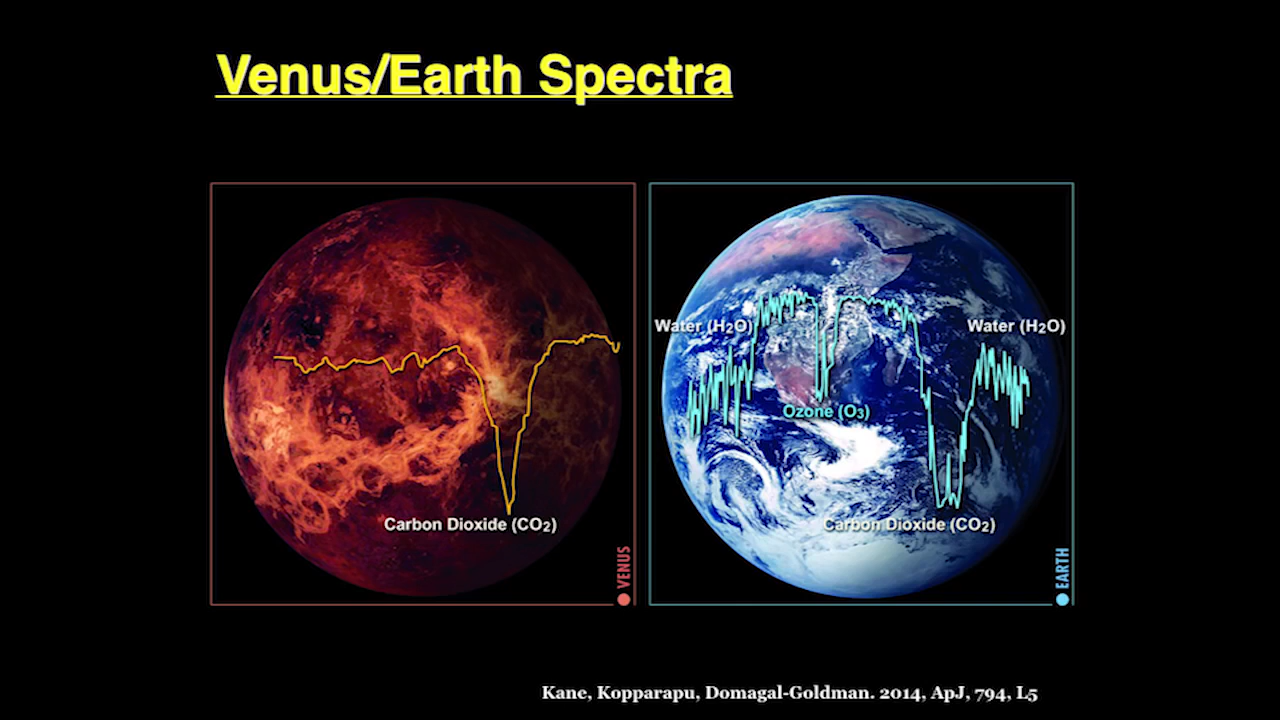 Venus/Earth Spectra
Carbon Dioxide (CO2)
VENUS
Water (H2O)
Water (H2O)
Ozone (O3)
Carbon Dioxide (CO2)
EARTH
Kane, Kopparapu, Domagal-Goldman. 2014, ApJ, 794, L5